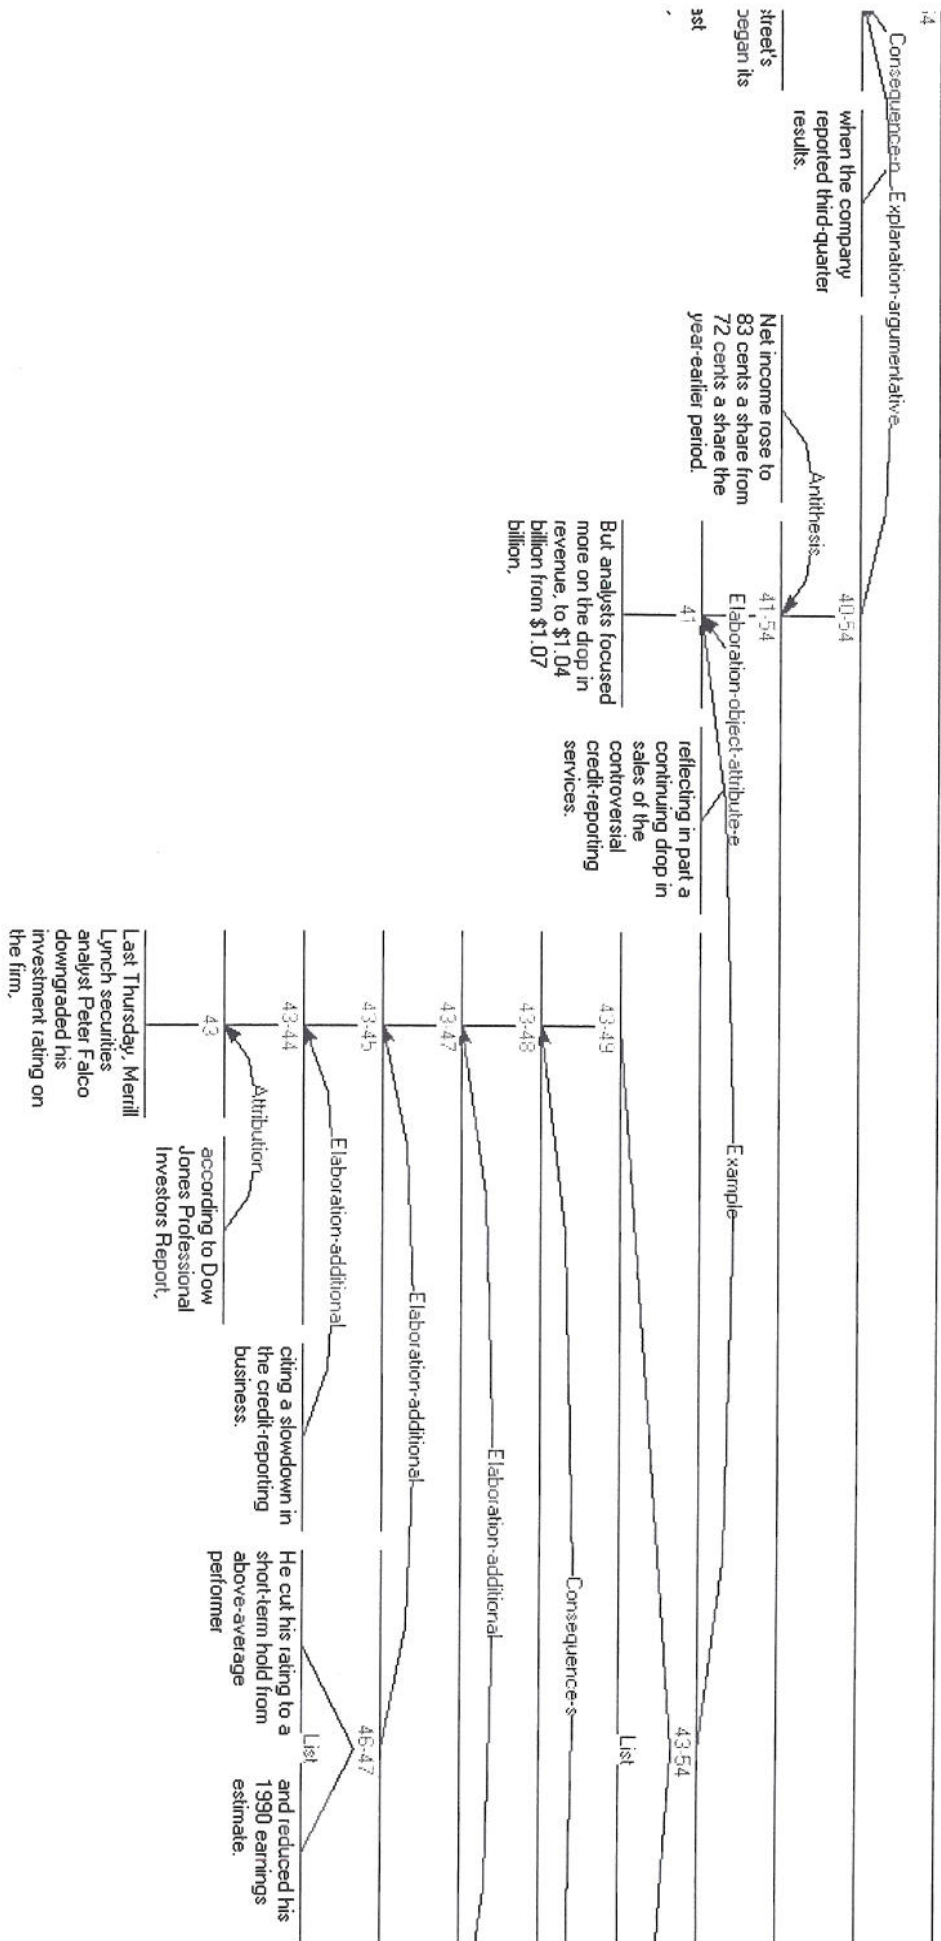 Consequence-n
Explanation-argumentative
treet's
began its
ast
when the company
reported third-quarter
results.
40-54
Antithesis
Net income rose to
83 cents a share from
72 cents a share the
year-earlier period.
41-54
Elaboration-object-attribute-e
Example
41
But analysts focused
more on the drop in
revenue, to $1.04
billion from $1.07
billion,
reflecting in part a
continuing drop in
sales of the
controversial
credit-reporting
services.
43-54
43-49
List
43-48
Consequence-s
43-47
Elaboration-additional
43-45
Elaboration-additional
46-47
43-44
Elaboration-additional
List
43
Attribution
Last Thursday, Merrill
Lynch securities
analyst Peter Falco
downgraded his
investment rating on
the firm,
according to Dow
Jones Professional
Investors Report,
citing a slowdown in
the credit-reporting
business.
He cut his rating to a
short-term hold from
above-average
performer
and reduced his
1990 earnings
estimate.